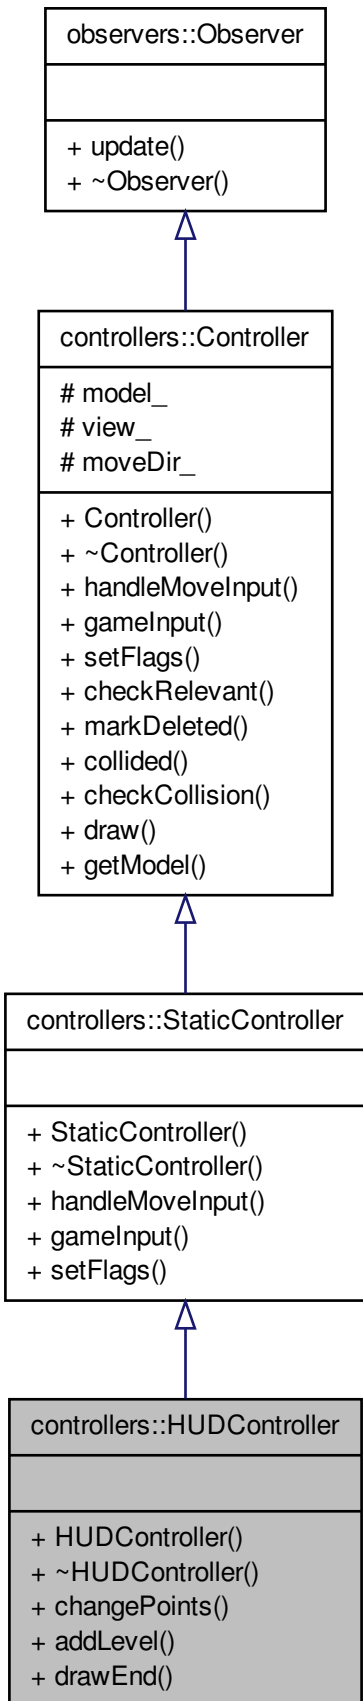 observers::Observer
+ update()
+ ~Observer()
controllers::Controller
# model_
# view_
# moveDir_
+ Controller()
+ ~Controller()
+ handleMoveInput()
+ gameInput()
+ setFlags()
+ checkRelevant()
+ markDeleted()
+ collided()
+ checkCollision()
+ draw()
+ getModel()
controllers::StaticController
+ StaticController()
+ ~StaticController()
+ handleMoveInput()
+ gameInput()
+ setFlags()
controllers::HUDController
+ HUDController()
+ ~HUDController()
+ changePoints()
+ addLevel()
+ drawEnd()